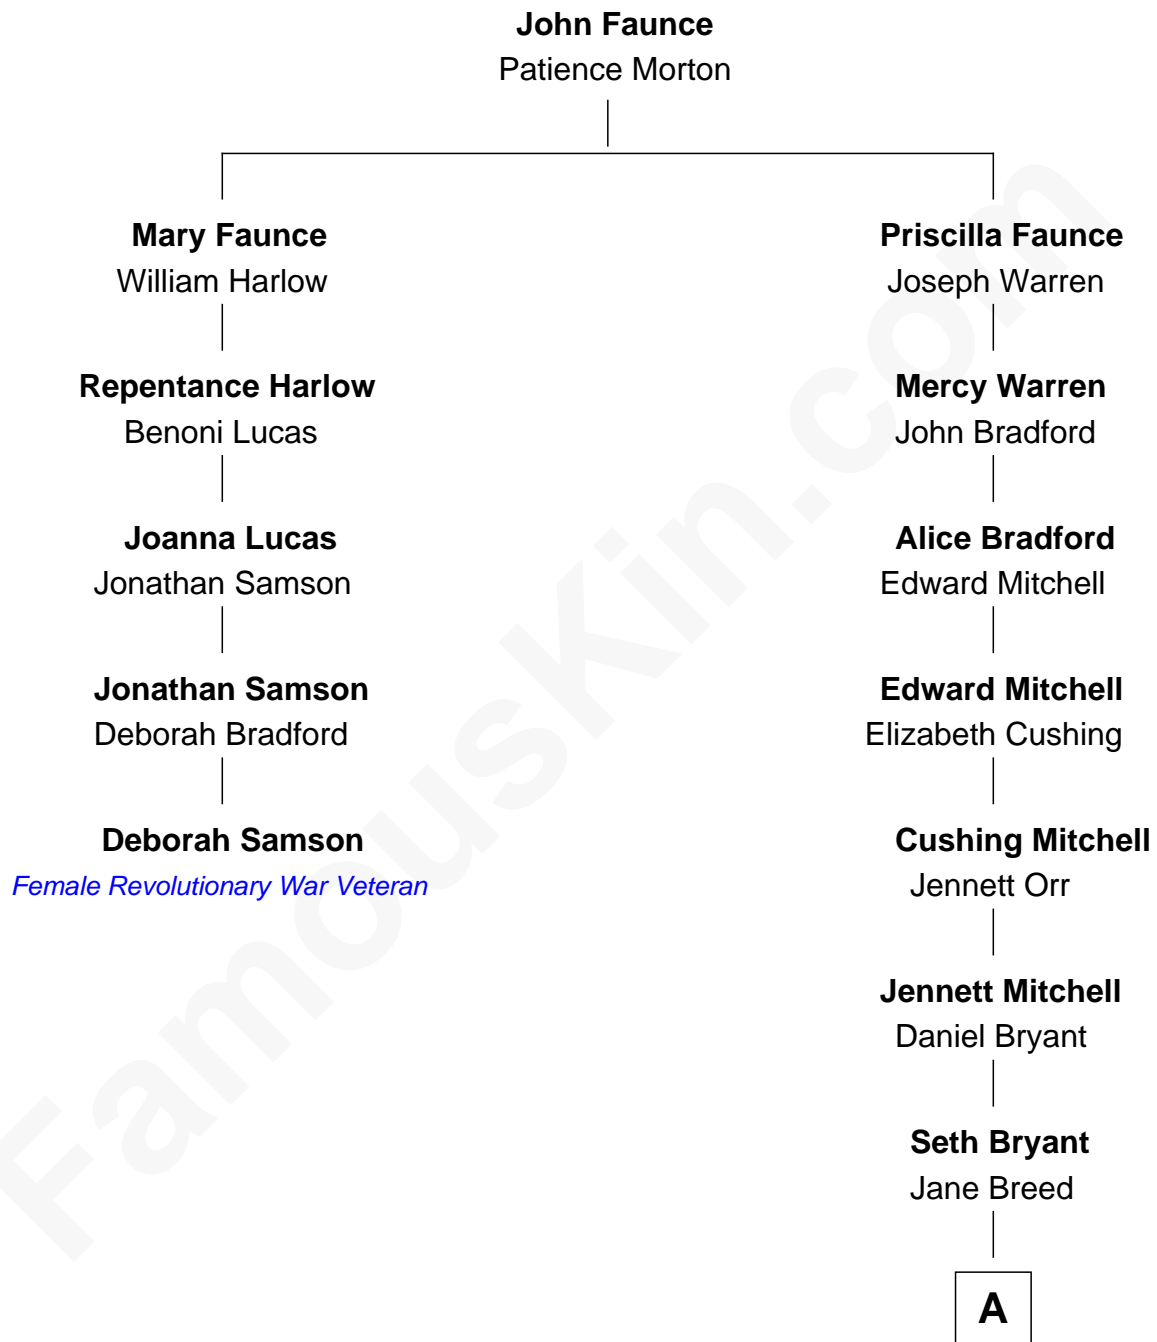 John Faunce
Patience Morton
Mary Faunce
William Harlow
Priscilla Faunce
Joseph Warren
Repentance Harlow
Benoni Lucas
Mercy Warren
John Bradford
Joanna Lucas
Jonathan Samson
Alice Bradford
Edward Mitchell
Jonathan Samson
Deborah Bradford
Edward Mitchell
Elizabeth Cushing
Deborah Samson
Female Revolutionary War Veteran
Cushing Mitchell
Jennett Orr
Jennett Mitchell
Daniel Bryant
Seth Bryant
Jane Breed
A
FamousKin.com